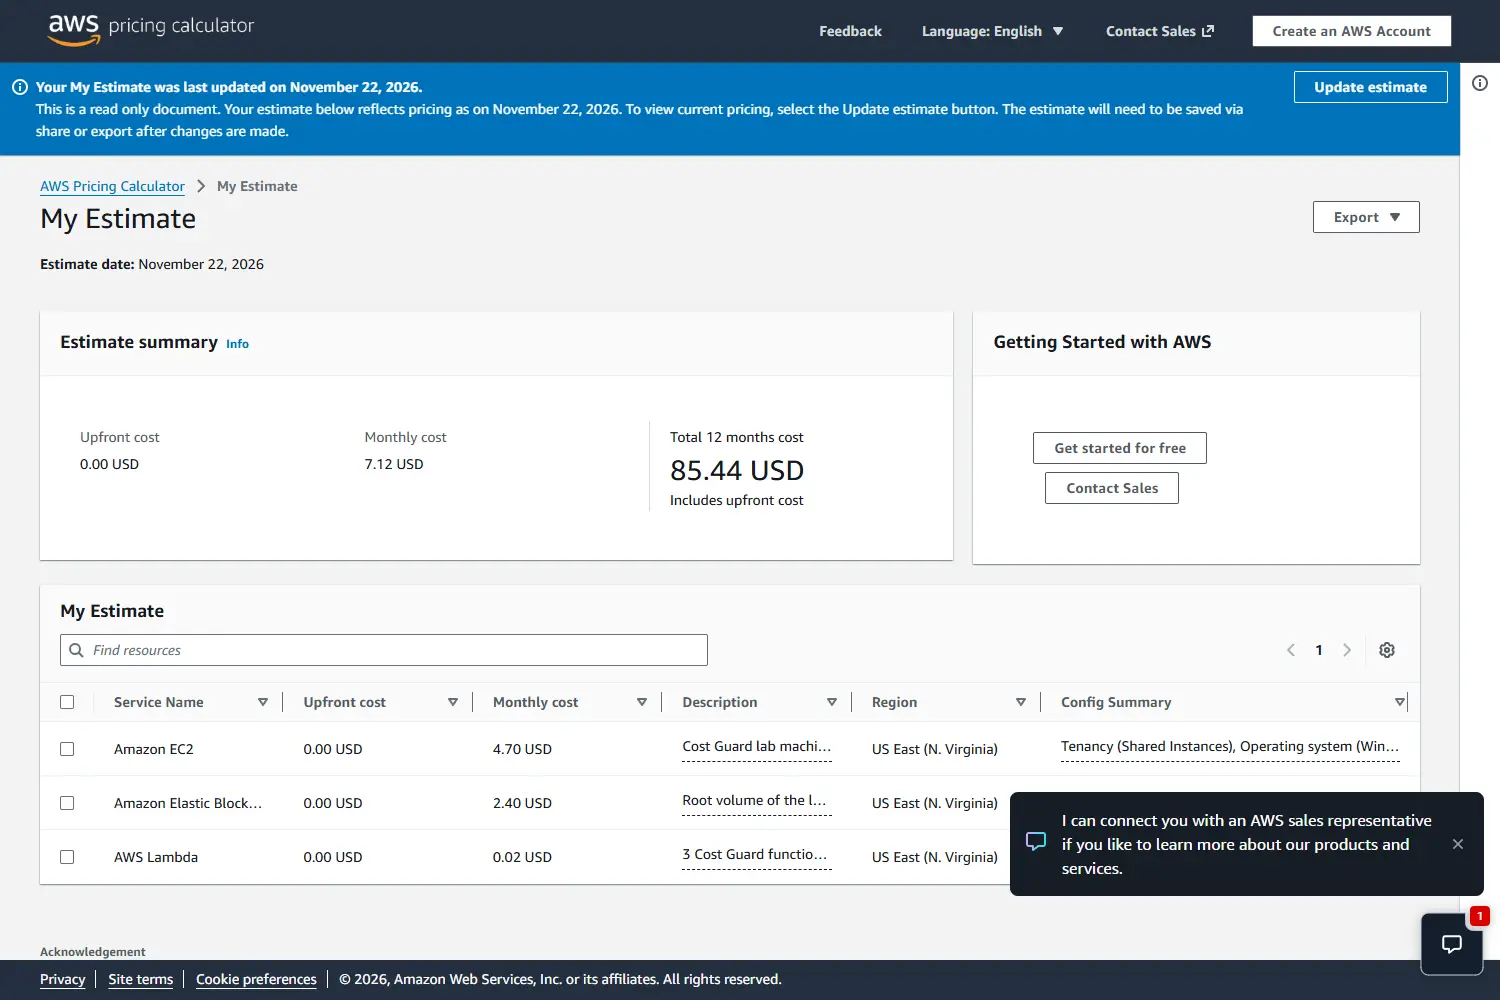 aws pricing calculator
Feedback
Language: English
Contact Sales
Create an AWS Account
Your My Estimate was last updated on November 22, 2026.
This is a read only document. Your estimate below reflects pricing as on November 22, 2026. To view current pricing, select the Update estimate button. The estimate will need to be saved via
share or export after changes are made.
Update estimate
AWS Pricing Calculator
My Estimate
My Estimate
Export
Estimate date: November 22, 2026
Estimate summary Info
Upfront cost
0.00 USD
Monthly cost
7.12 USD
Total 12 months cost
85.44 USD
Includes upfront cost
Getting Started with AWS
Get started for free
Contact Sales
My Estimate
Find resources
1
Service Name Upfront cost Monthly cost Description Region Config Summary
Amazon EC2 0.00 USD 4.70 USD Cost Guard lab machi... US East (N. Virginia) Tenancy (Shared Instances), Operating system (Win...
Amazon Elastic Block... 0.00 USD 2.40 USD Root volume of the l... US East (N. Virginia)
AWS Lambda 0.00 USD 0.02 USD 3 Cost Guard functio... US East (N. Virginia)
I can connect you with an AWS sales representative
if you like to learn more about our products and
services.
1
Acknowledgement
Privacy
Site terms
Cookie preferences
© 2026, Amazon Web Services, Inc. or its affiliates. All rights reserved.